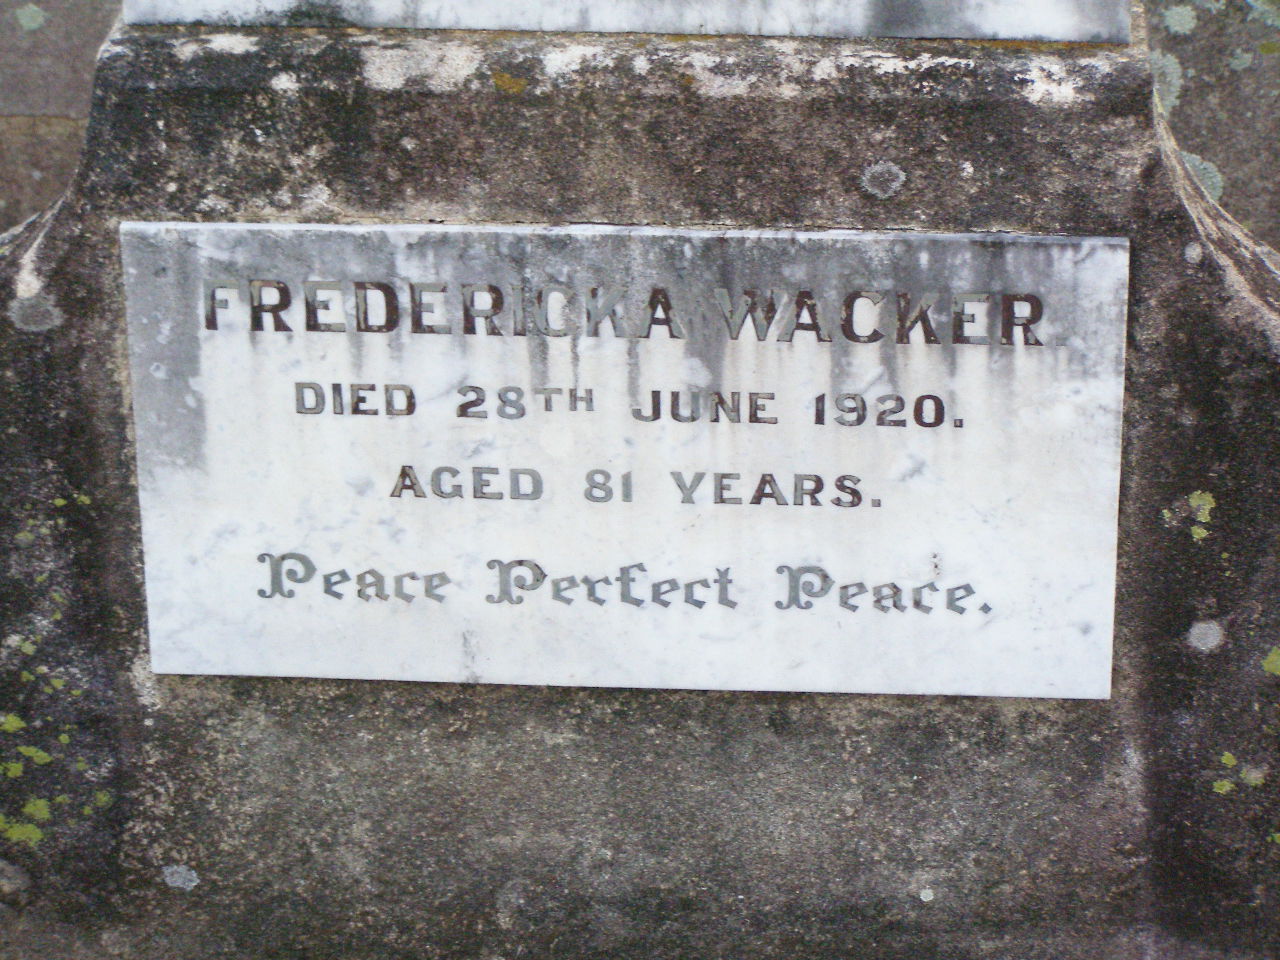 FREDERICKA WACKER
DIED 28TH JUNE 1920.
AGED 81 YEARS.
Peace Perfect Peace.